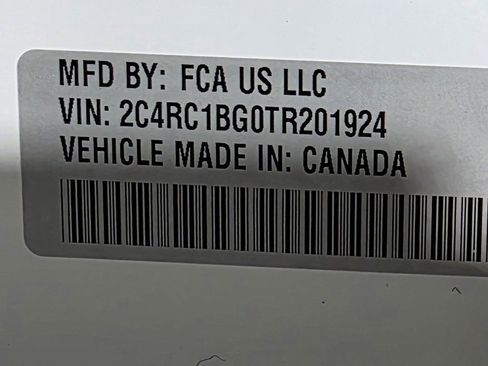 MFD BY: FCA US LLC
VIN: 2C4RC1BG0TR201924
VEHICLE MADE IN: CANADA